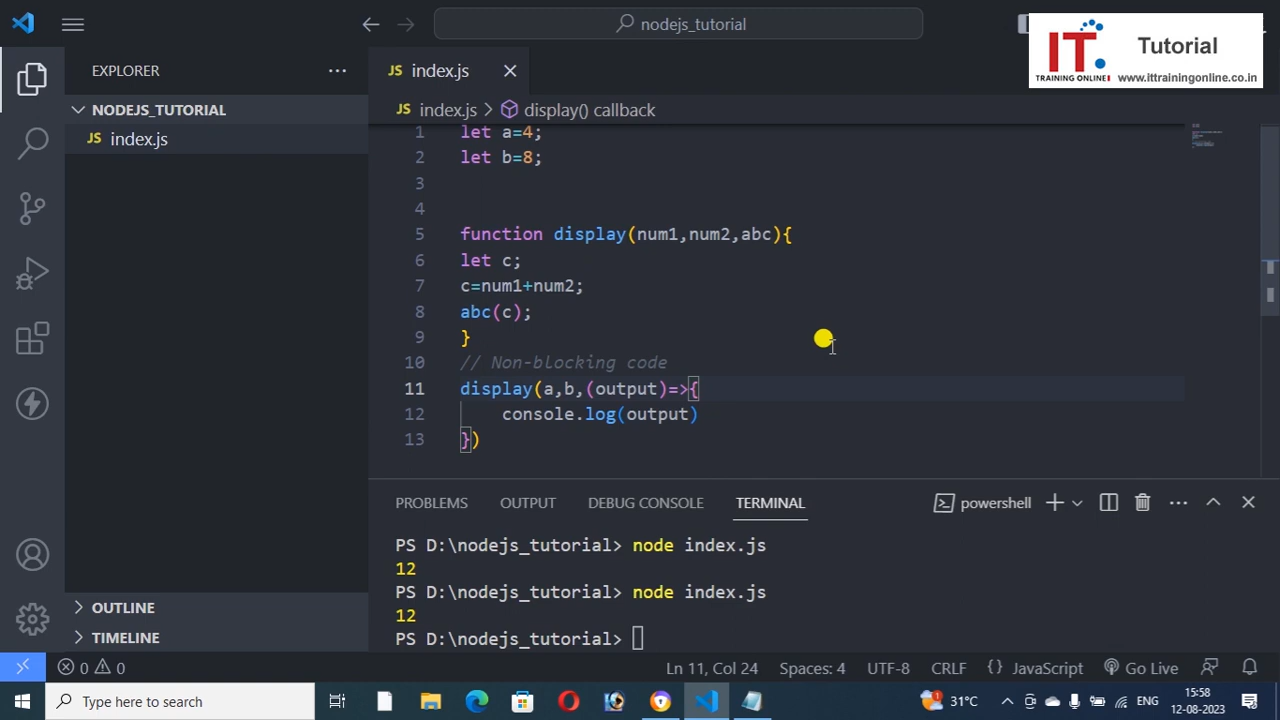 nodejs_tutorial
IT Tutorial
TRAINING ONLINE
www.ittrainingonline.co.in
EXPLORER
NODEJS_TUTORIAL
JS index.js
JS index.js
JS index.js > display() callback
1 let a=4;
2 let b=8;
3
4
5 function display(num1,num2,abc){
6 let c;
7 c=num1+num2;
8 abc(c);
9 }
10 // Non-blocking code
11 display(a,b,(output)=>{
12 console.log(output)
13 })
OUTLINE
TIMELINE
PROBLEMS OUTPUT DEBUG CONSOLE TERMINAL powershell
PS D:\nodejs_tutorial> node index.js
12
PS D:\nodejs_tutorial> node index.js
12
PS D:\nodejs_tutorial>
0 0 Ln 11, Col 24 Spaces: 4 UTF-8 CRLF {} JavaScript Go Live
Type here to search 31°C ENG 15:58
12-08-2023